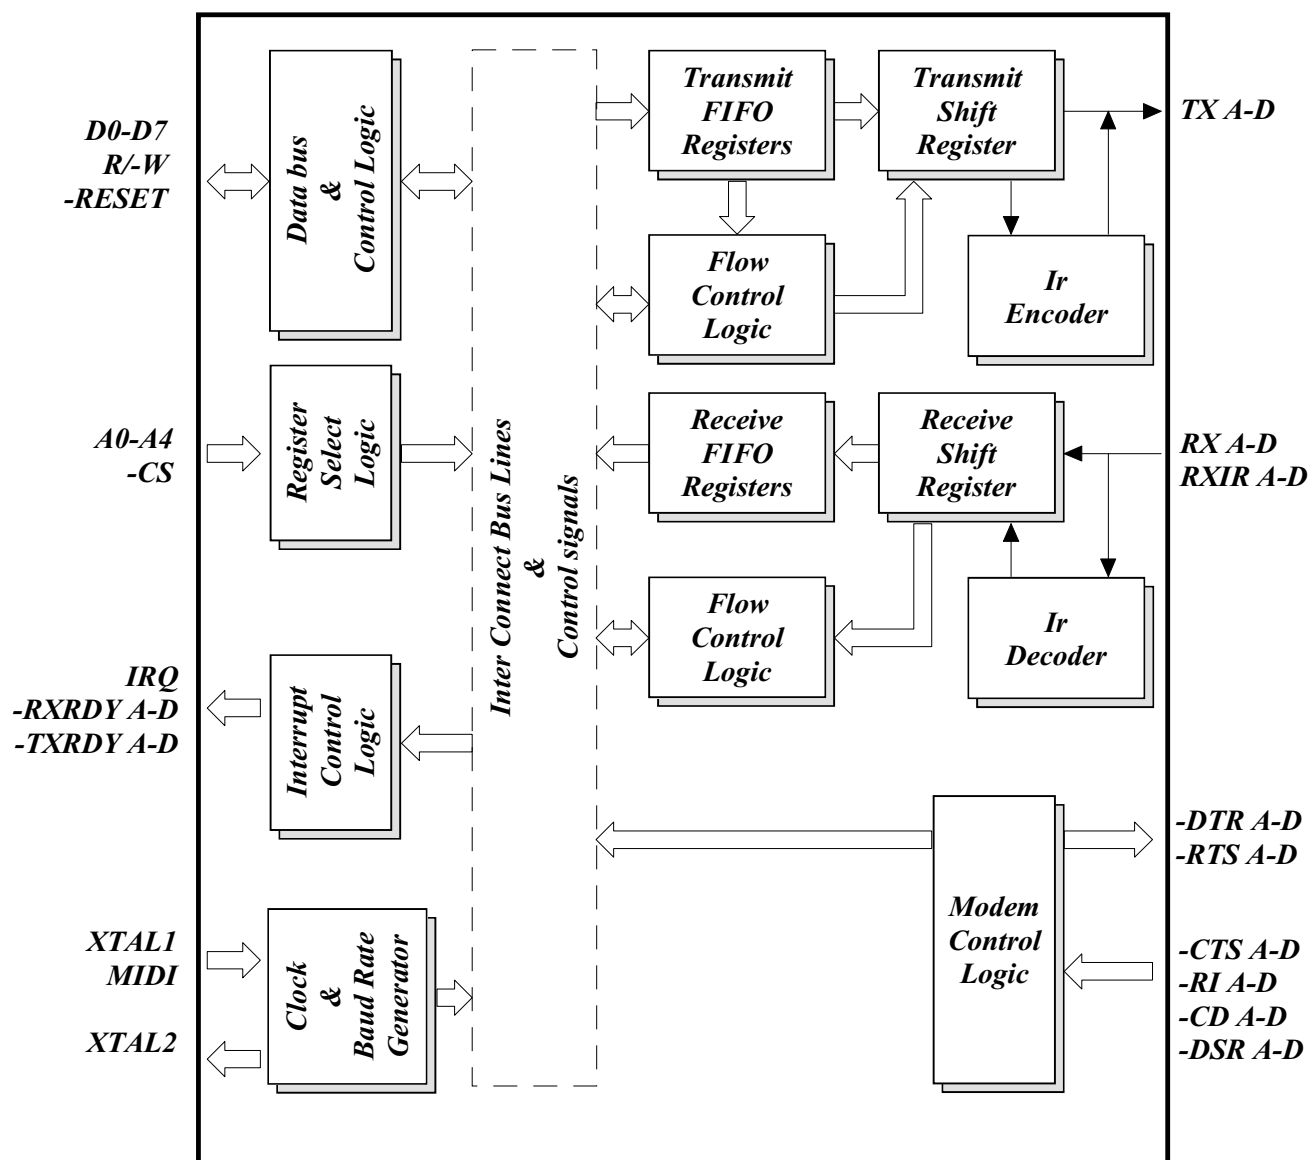 D0-D7
R/-W
-RESET
Data bus
&
Control Logic
A0-A4
-CS
Register
Select
Logic
IRQ
-RXRDY A-D
-TXRDY A-D
Interrupt
Control
Logic
XTAL1
MIDI
XTAL2
Clock
&
Baud Rate
Generator
Inter Connect Bus Lines
&
Control signals
Transmit
FIFO
Registers
Transmit
Shift
Register
TX A-D
Flow
Control
Logic
Ir
Encoder
Receive
FIFO
Registers
Receive
Shift
Register
RX A-D
RXIR A-D
Flow
Control
Logic
Ir
Decoder
Modem
Control
Logic
-DTR A-D
-RTS A-D
-CTS A-D
-RI A-D
-CD A-D
-DSR A-D